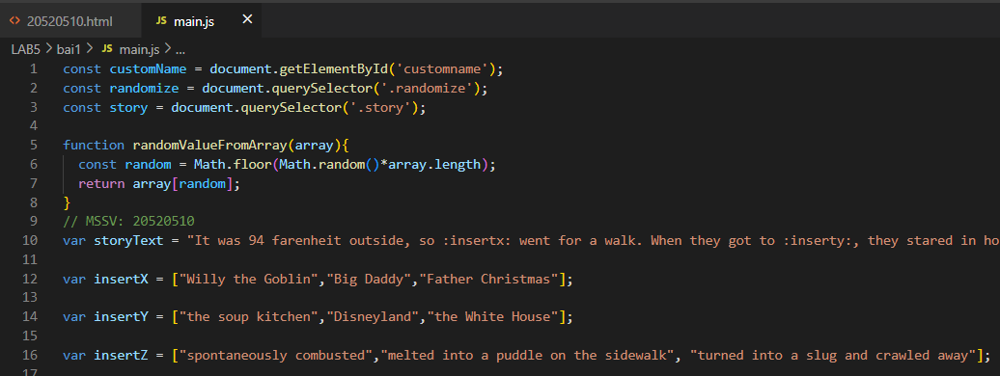 <> 20520510.html JS main.js ×
LAB5 > bai1 > JS main.js > ...
1 const customName = document.getElementById('customname');
2 const randomize = document.querySelector('.randomize');
3 const story = document.querySelector('.story');
4
5 function randomValueFromArray(array){
6 const random = Math.floor(Math.random()*array.length);
7 return array[random];
8 }
9 // MSSV: 20520510
10 var storyText = "It was 94 farenheit outside, so :insertx: went for a walk. When they got to :inserty:, they stared in ho
11
12 var insertX = ["Willy the Goblin","Big Daddy","Father Christmas"];
13
14 var insertY = ["the soup kitchen","Disneyland","the White House"];
15
16 var insertZ = ["spontaneously combusted","melted into a puddle on the sidewalk", "turned into a slug and crawled away"];
17